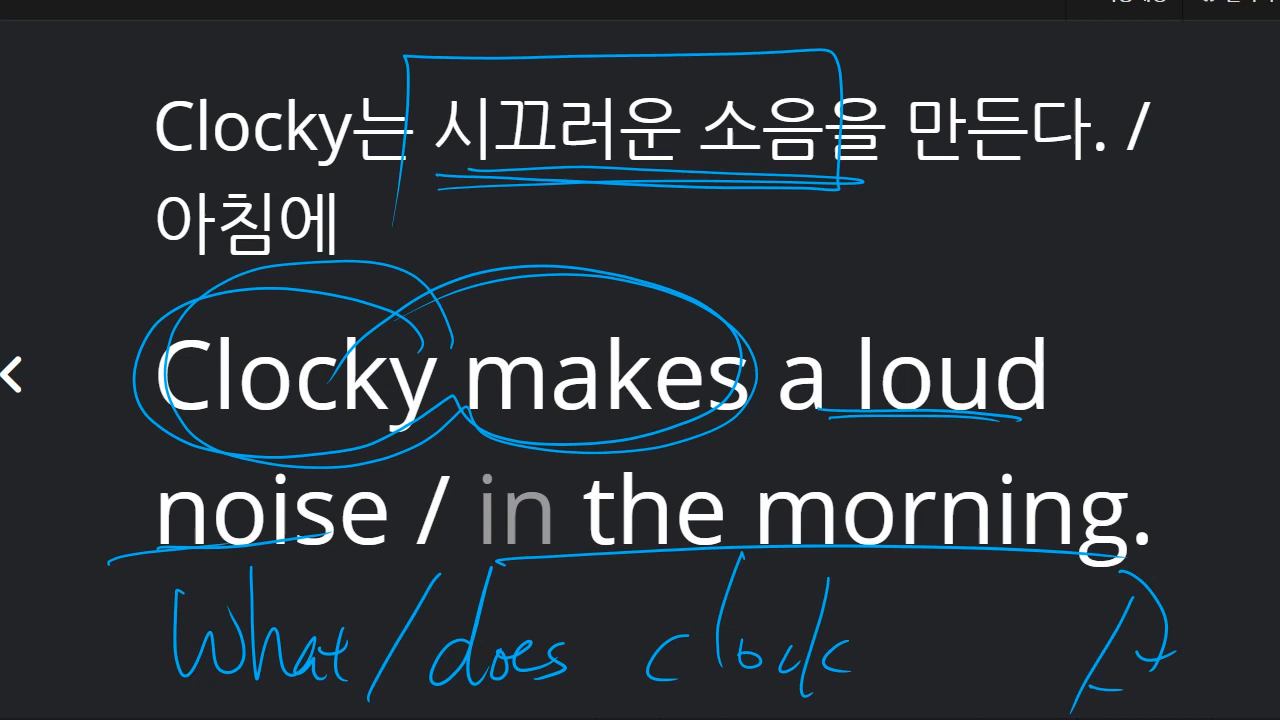 Clocky는 시끄러운 소음을 만든다. /
아침에
Clocky makes a loud
noise / in the morning.
What / does clock